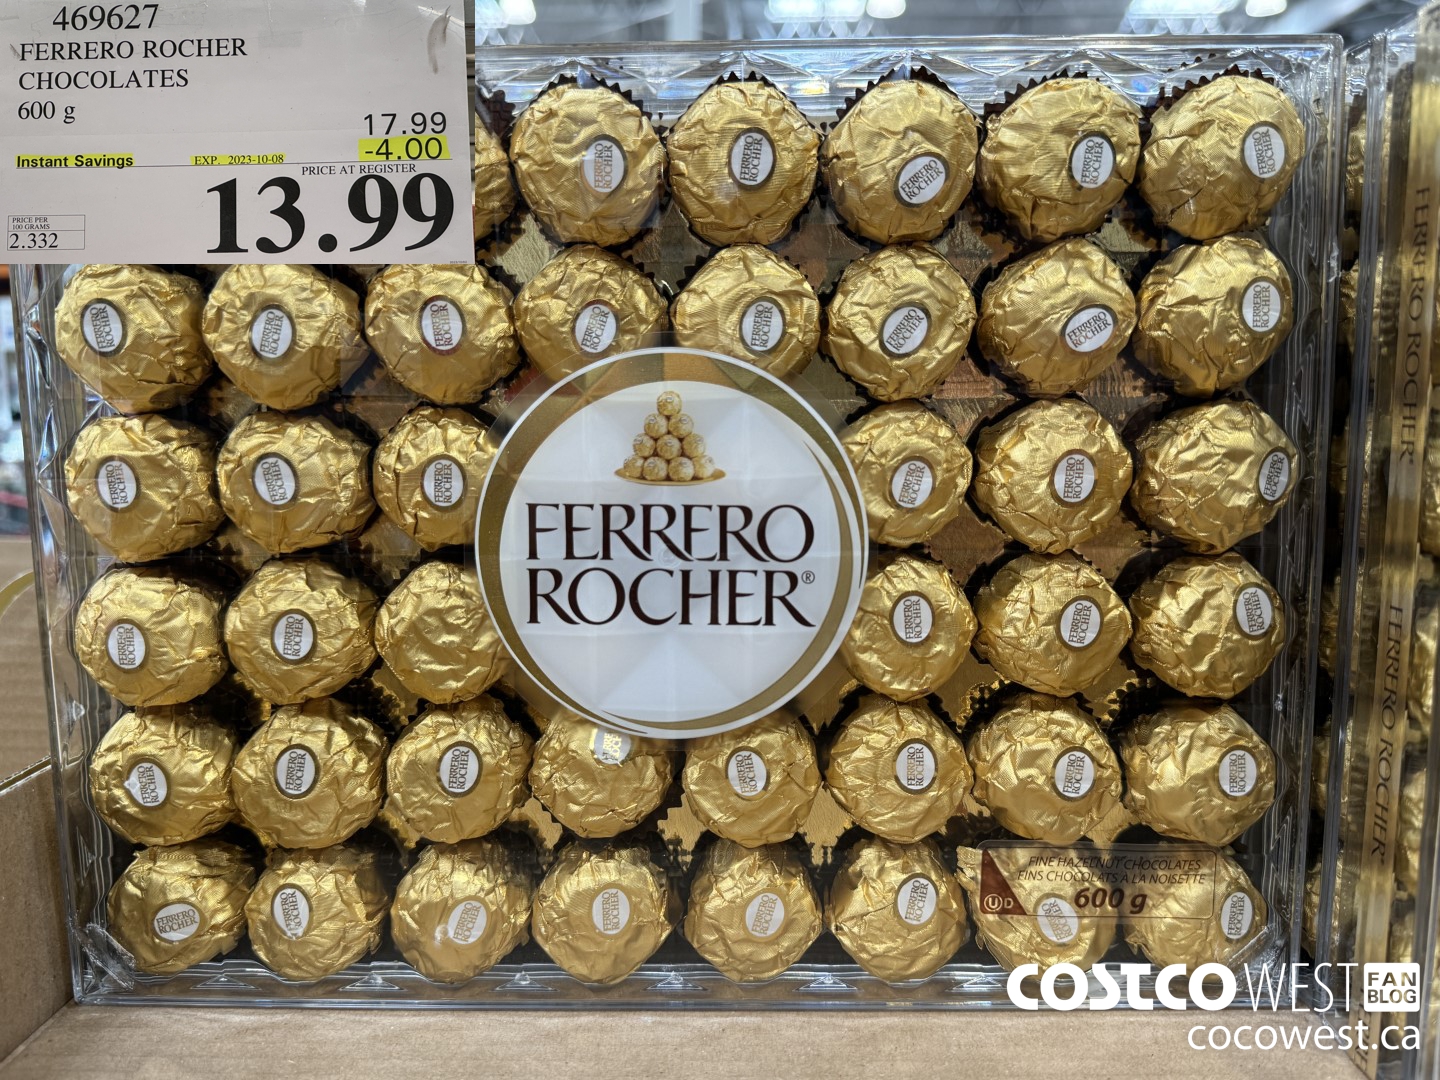 469627
FERRERO ROCHER
CHOCOLATES
600 g
17.99
Instant Savings EXP. 2023-10-08 -4.00
PRICE AT REGISTER
13.99
PRICE PER
100 GRAMS
2.332
FERRERO
ROCHER®
FINE HAZELNUT CHOCOLATES
FINS CHOCOLATS À LA NOISETTE
U D 600 g
FERRERO ROCHER
FERRERO ROCHER
COSTCO WEST FAN BLOG
cocowest.ca